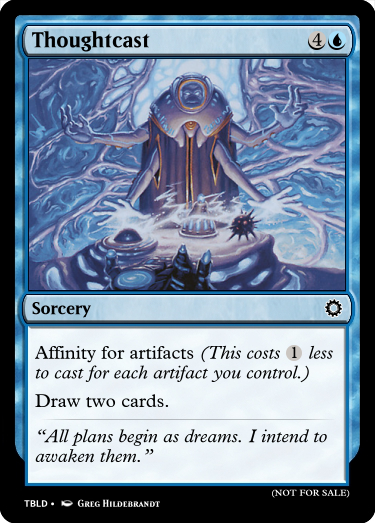 Thoughtcast 4
Sorcery
Affinity for artifacts (This costs 1 less
to cast for each artifact you control.)
Draw two cards.
“All plans begin as dreams. I intend to
awaken them.”
(NOT FOR SALE)
TBLD • Greg Hildebrandt